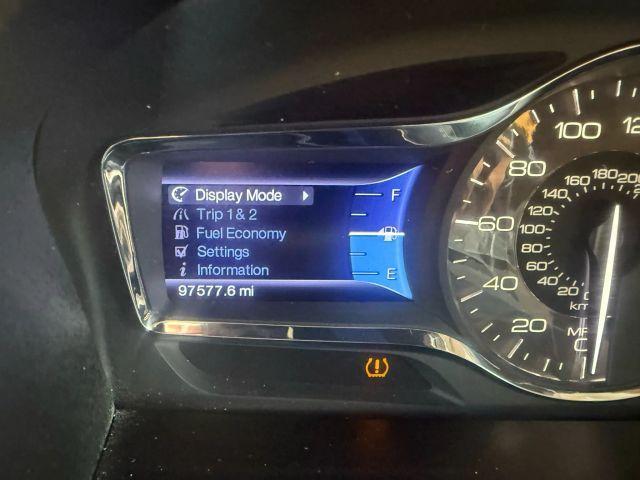 Display Mode
Trip 1 & 2
Fuel Economy
Settings
Information
97577.6 mi
F
E
100
80
60
40
20
180
160
140
120
100
80
60
40
20
km